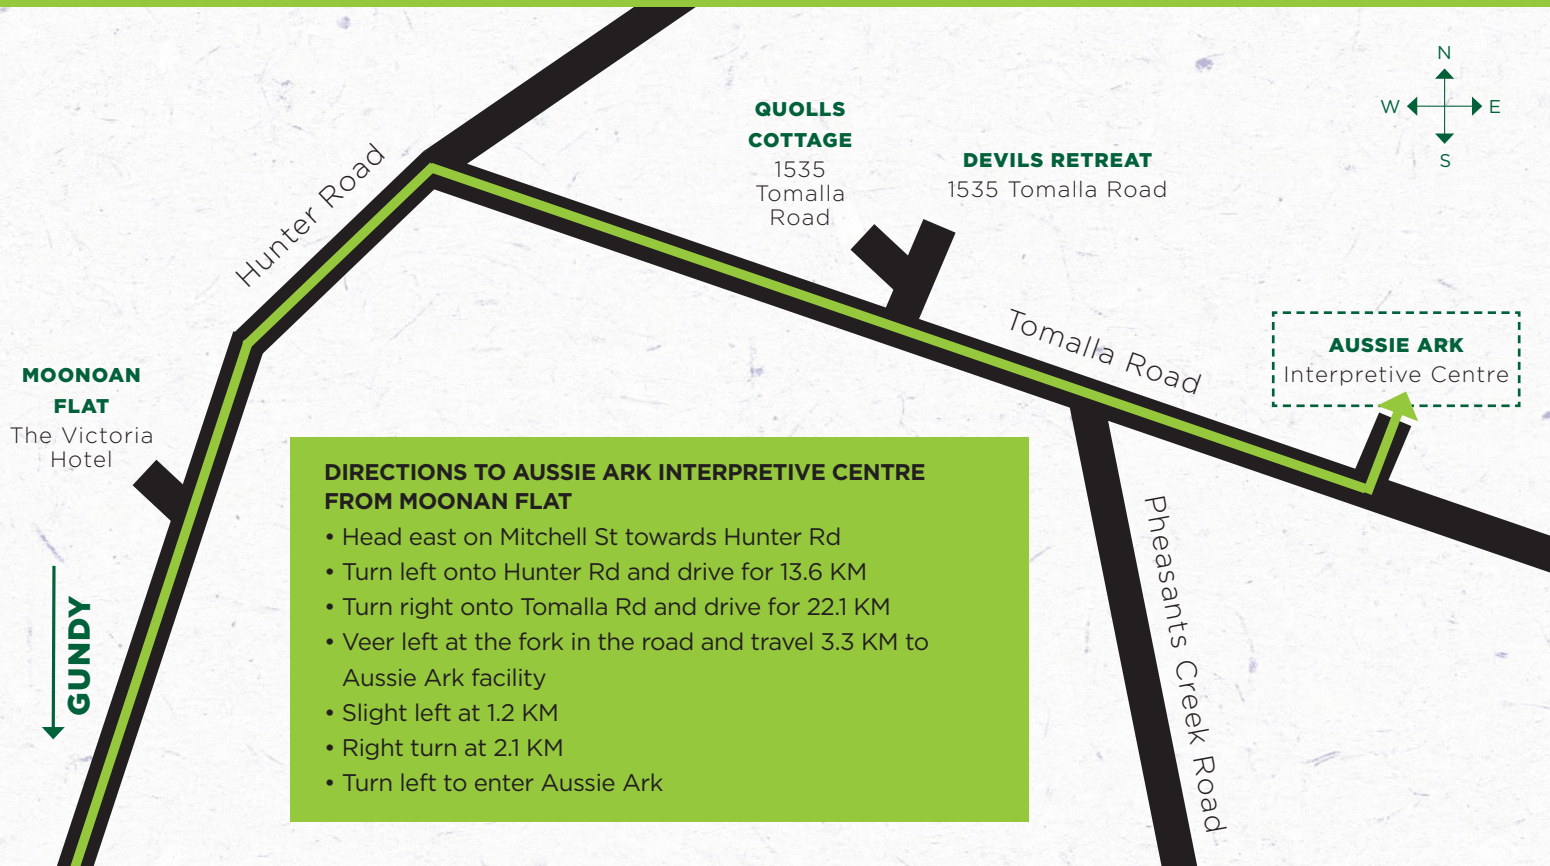 N
W
E
S
QUOLLS
COTTAGE
1535
Tomalla
Road
DEVILS RETREAT
1535 Tomalla Road
Hunter Road
Tomalla Road
AUSSIE ARK
Interpretive Centre
MOONOAN
FLAT
The Victoria
Hotel
GUNDY
DIRECTIONS TO AUSSIE ARK INTERPRETIVE CENTRE
FROM MOONAN FLAT
• Head east on Mitchell St towards Hunter Rd
• Turn left onto Hunter Rd and drive for 13.6 KM
• Turn right onto Tomalla Rd and drive for 22.1 KM
• Veer left at the fork in the road and travel 3.3 KM to
Aussie Ark facility
• Slight left at 1.2 KM
• Right turn at 2.1 KM
• Turn left to enter Aussie Ark
Pheasants Creek Road